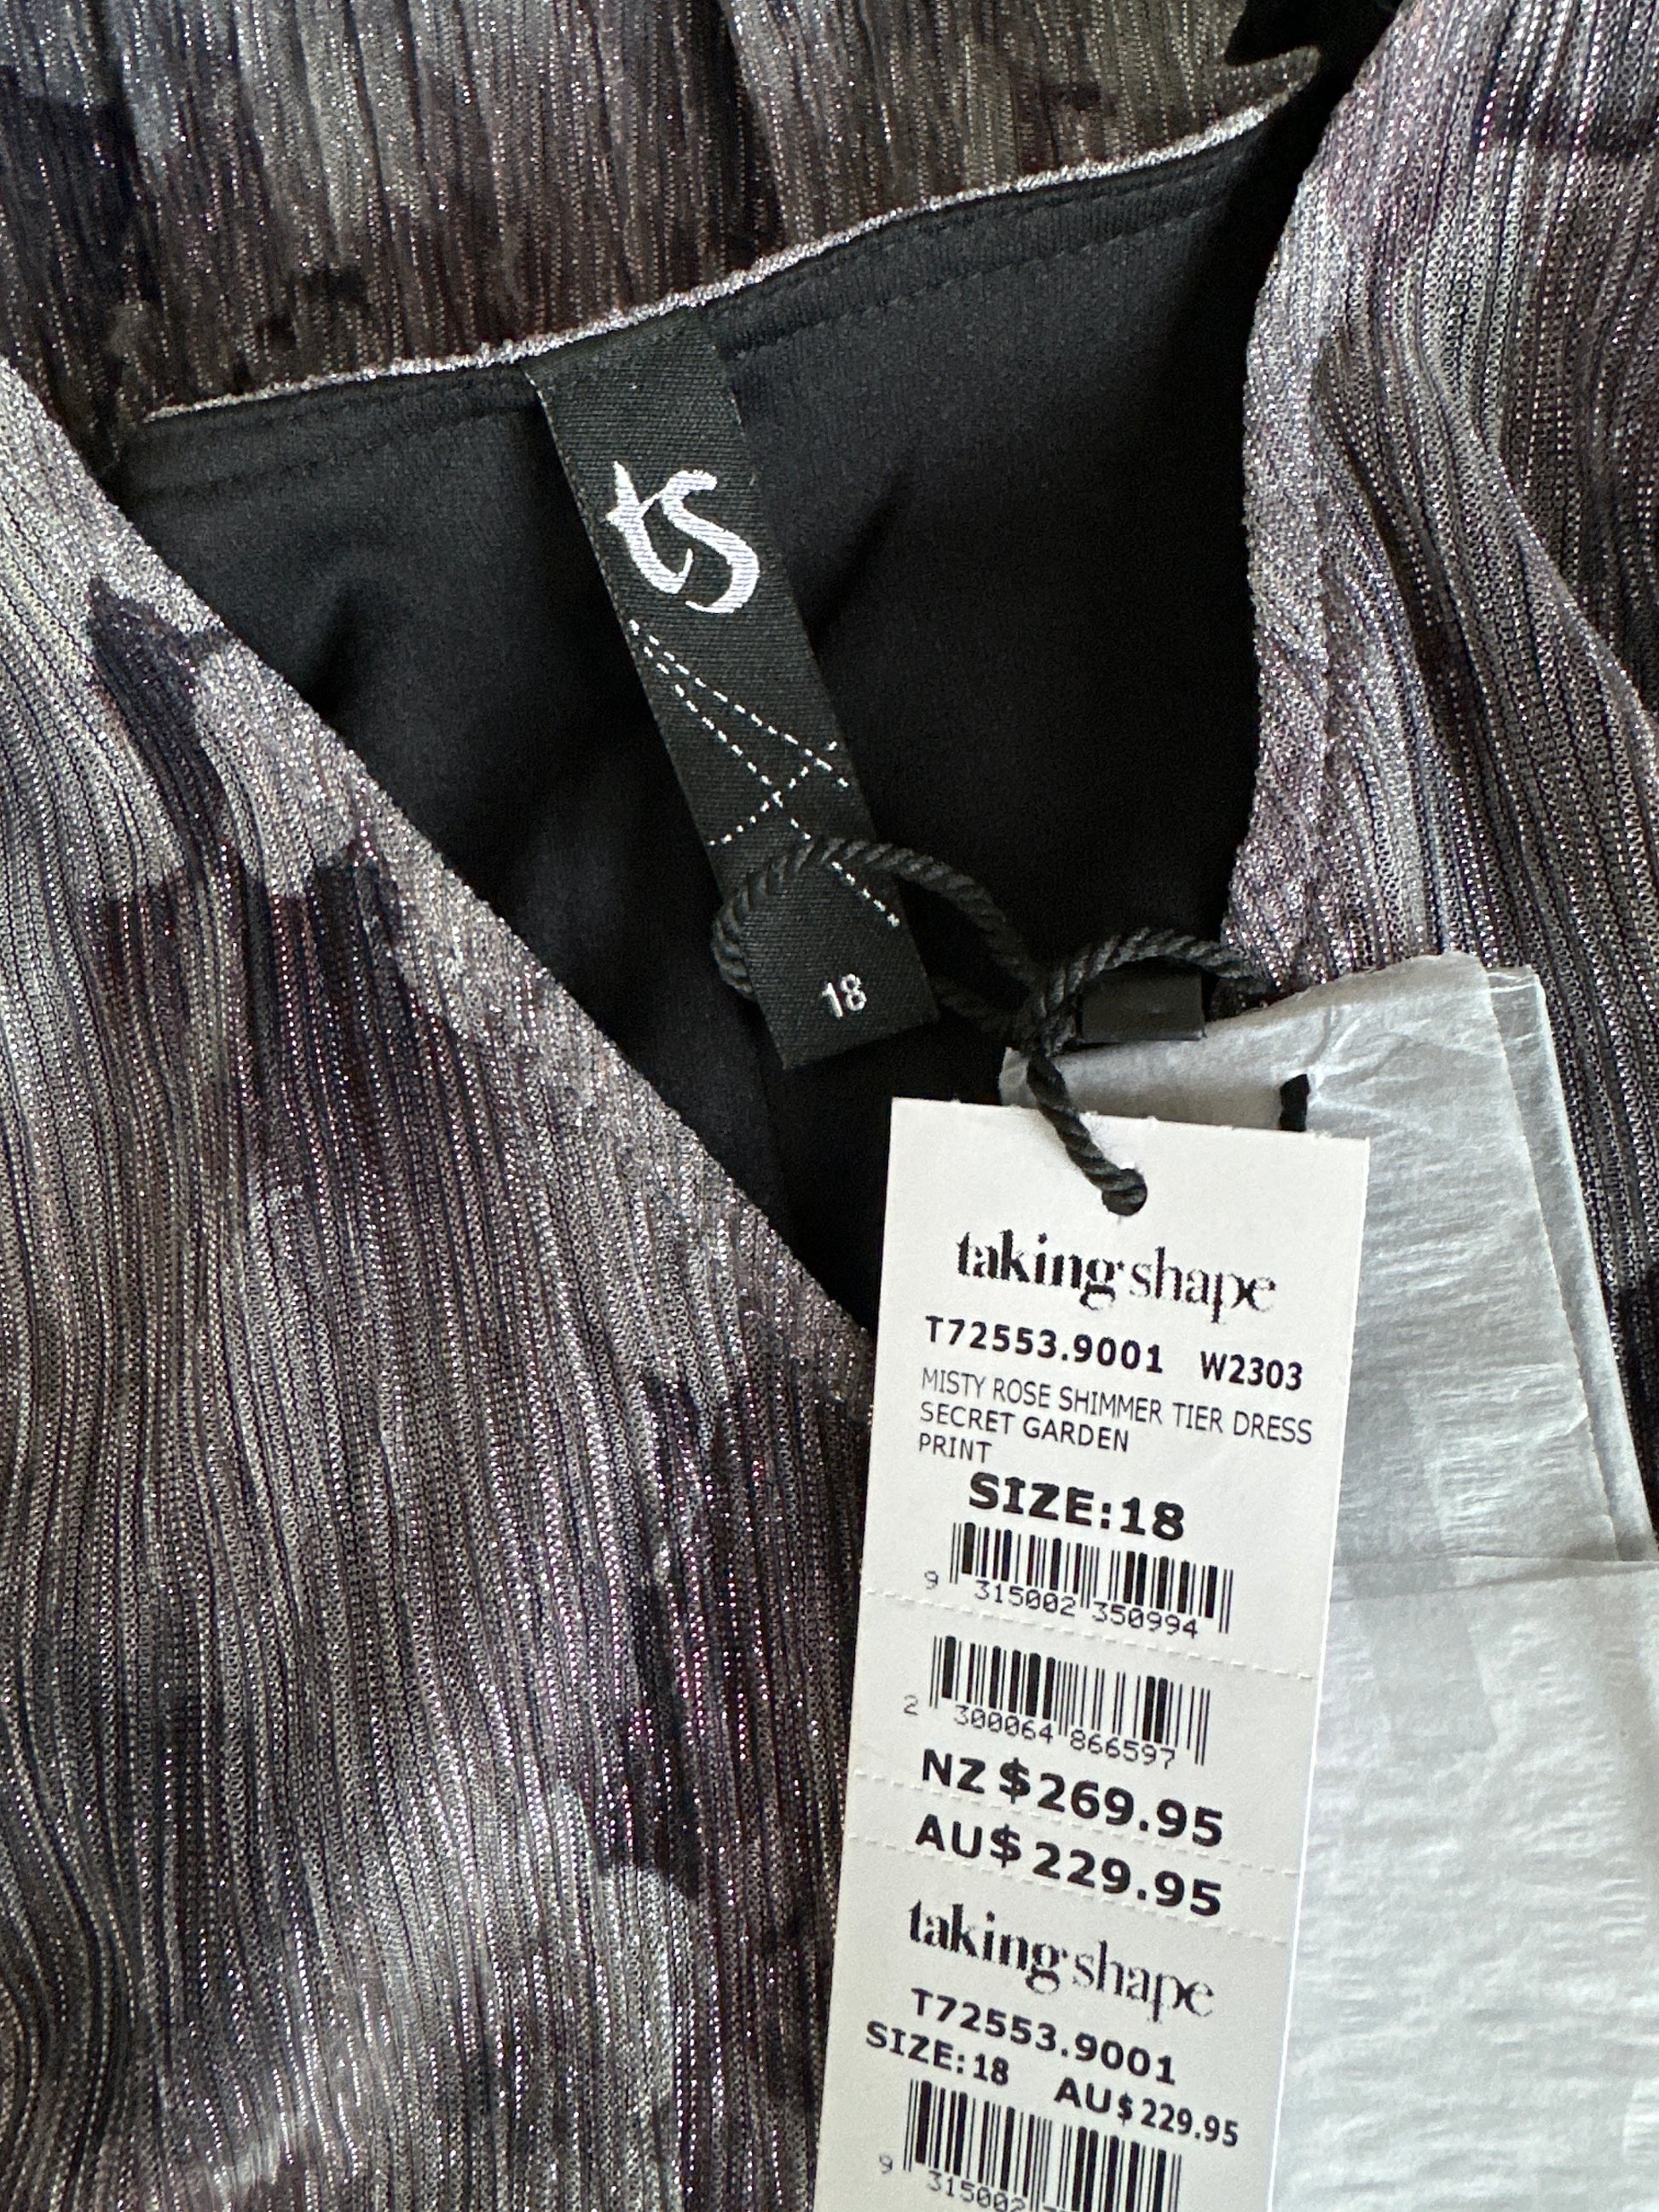 ts
18
taking shape
T72553.9001 W2303
MISTY ROSE SHIMMER TIER DRESS
SECRET GARDEN
PRINT
SIZE:18
9 315002 350994
2 300064 866597
NZ $269.95
AU$ 229.95
taking shape
T72553.9001
SIZE:18 AU$ 229.95
9 315002